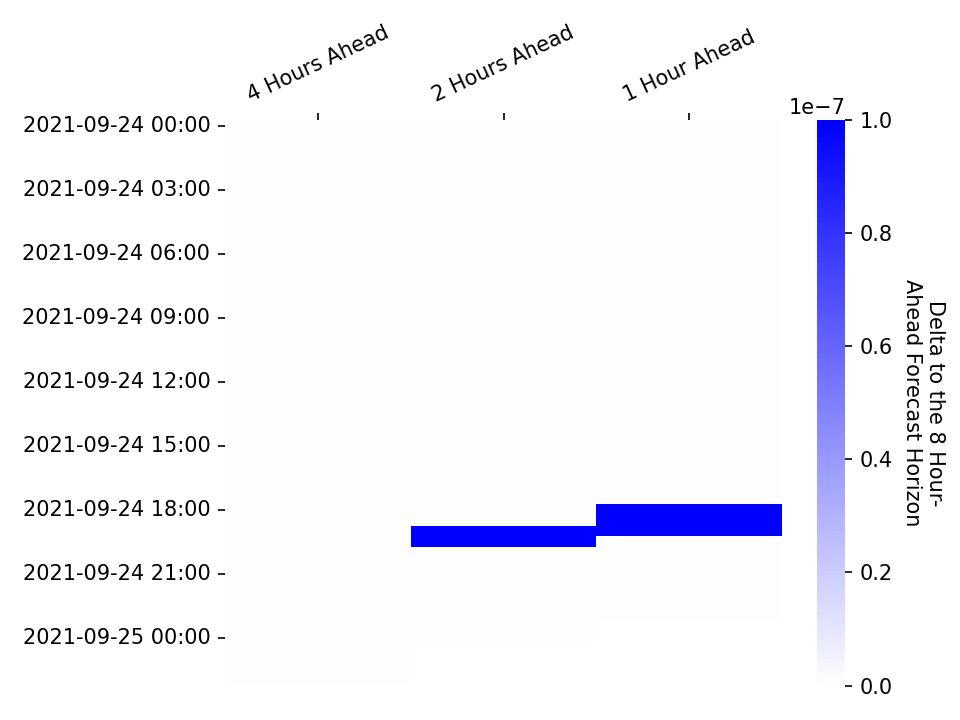 4 Hours Ahead
2 Hours Ahead
1 Hour Ahead
1e−7
2021-09-24 00:00
2021-09-24 03:00
2021-09-24 06:00
2021-09-24 09:00
2021-09-24 12:00
2021-09-24 15:00
2021-09-24 18:00
2021-09-24 21:00
2021-09-25 00:00
1.0
0.8
0.6
0.4
0.2
0.0
Delta to the 8 Hour-
Ahead Forecast Horizon